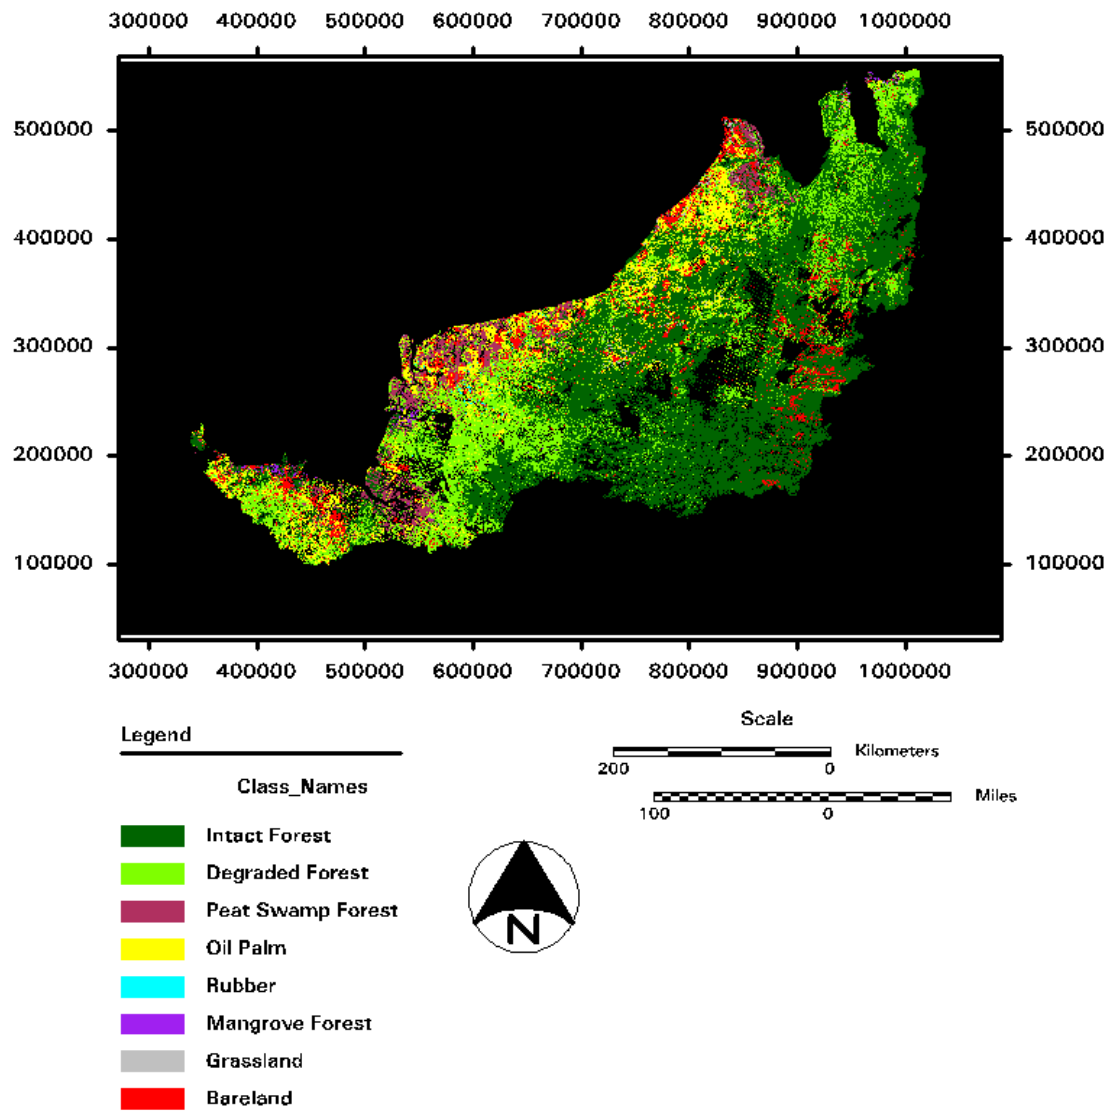 300000 400000 500000 600000 700000 800000 900000 1000000
500000 500000
400000 400000
300000 300000
200000 200000
100000 100000
300000 400000 500000 600000 700000 800000 900000 1000000
Scale
Legend
Kilometers
200 0
Class_Names
Miles
100 0
Intact Forest
Degraded Forest
Peat Swamp Forest
Oil Palm
Rubber
Mangrove Forest
Grassland
Bareland
N